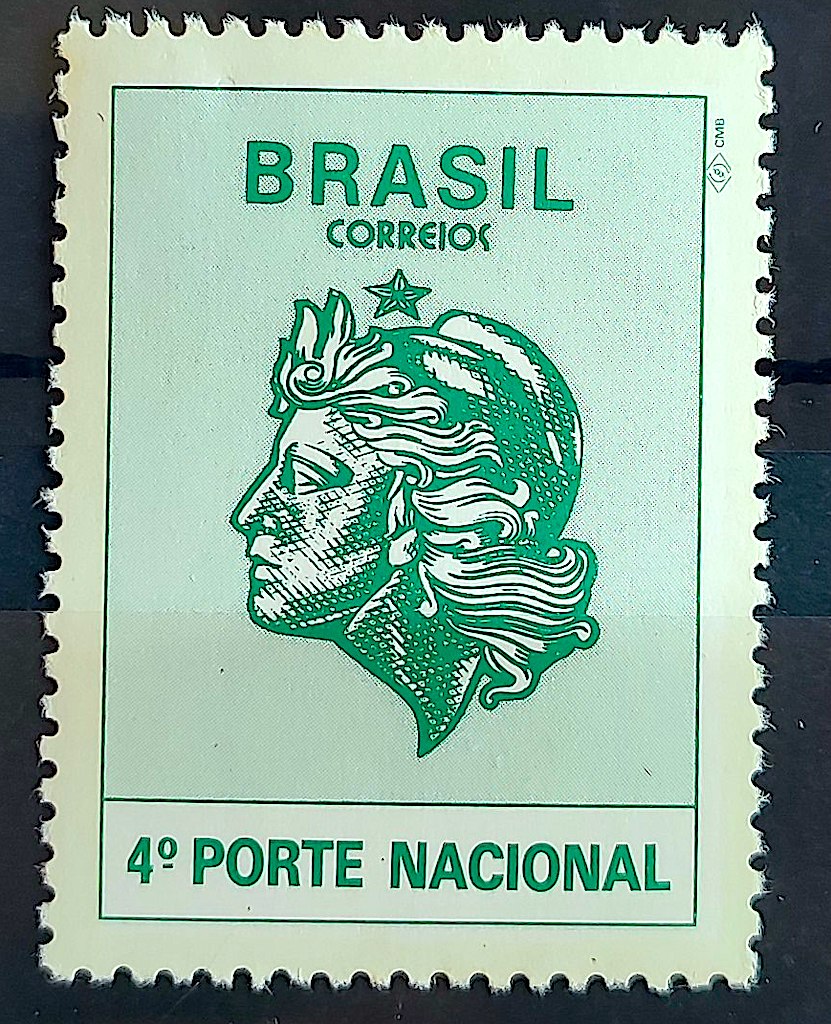 BRASIL
CORREIOS
CMB
4º PORTE NACIONAL